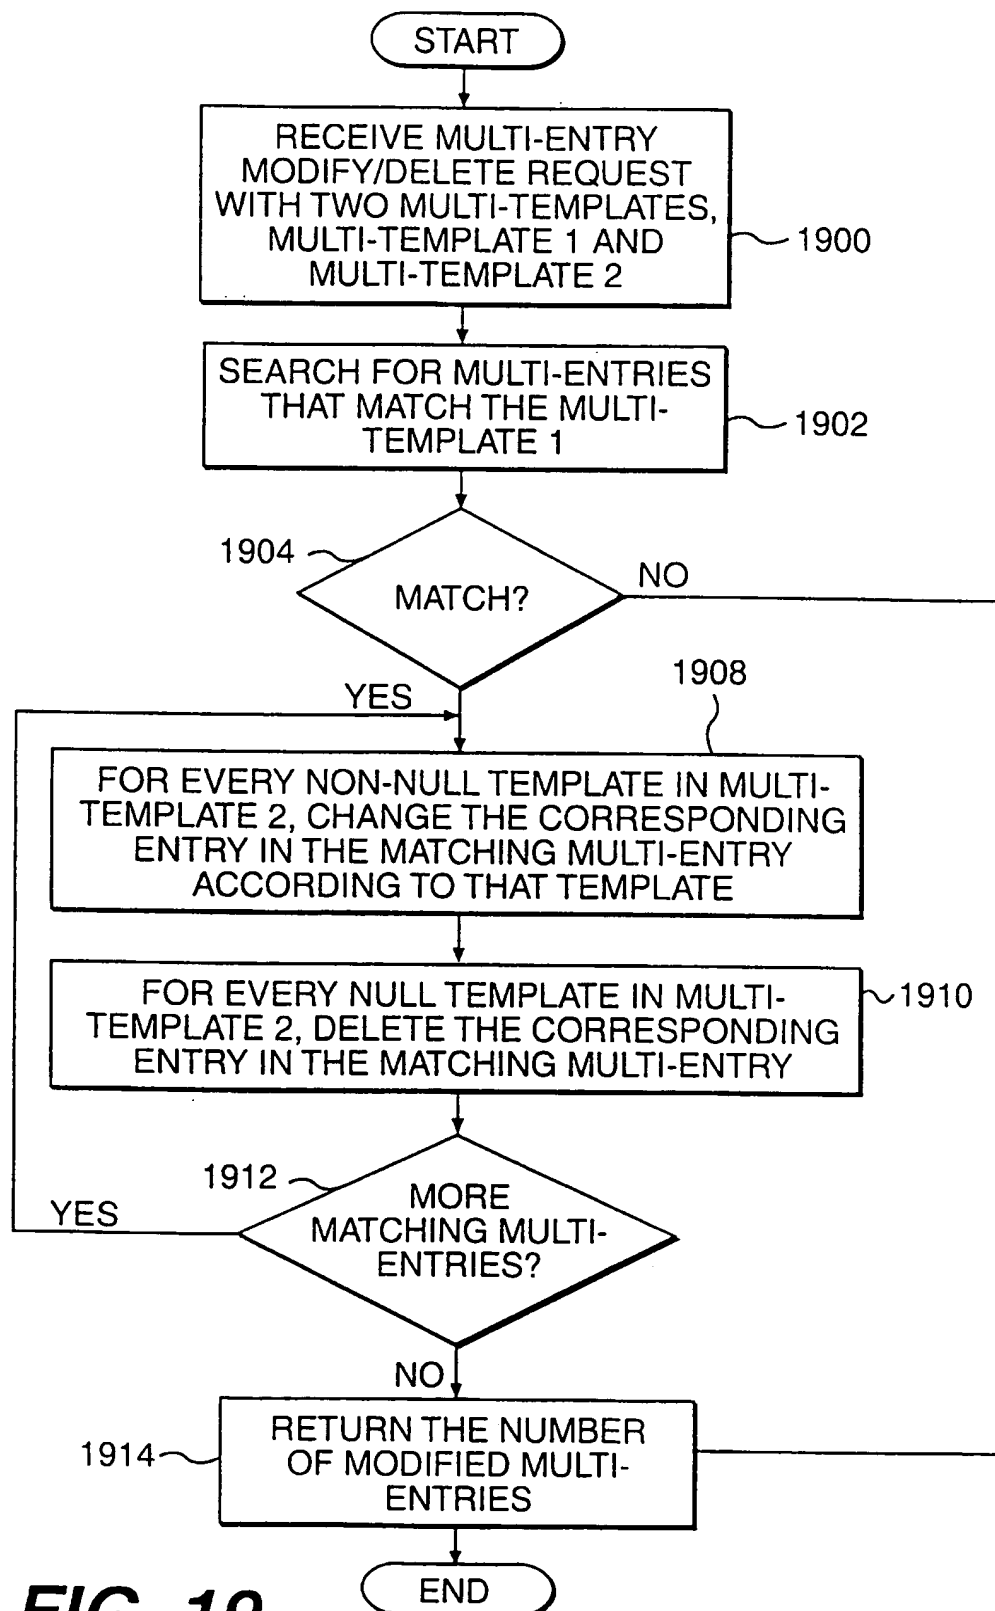 START
RECEIVE MULTI-ENTRY
MODIFY/DELETE REQUEST
WITH TWO MULTI-TEMPLATES,
MULTI-TEMPLATE 1 AND
MULTI-TEMPLATE 2
1900
SEARCH FOR MULTI-ENTRIES
THAT MATCH THE MULTI-
TEMPLATE 1
1902
1904
MATCH?
NO
YES
1908
FOR EVERY NON-NULL TEMPLATE IN MULTI-
TEMPLATE 2, CHANGE THE CORRESPONDING
ENTRY IN THE MATCHING MULTI-ENTRY
ACCORDING TO THAT TEMPLATE
FOR EVERY NULL TEMPLATE IN MULTI-
TEMPLATE 2, DELETE THE CORRESPONDING
ENTRY IN THE MATCHING MULTI-ENTRY
1910
1912
MORE
MATCHING MULTI-
ENTRIES?
YES
NO
RETURN THE NUMBER
OF MODIFIED MULTI-
ENTRIES
1914
END
FIG. 19